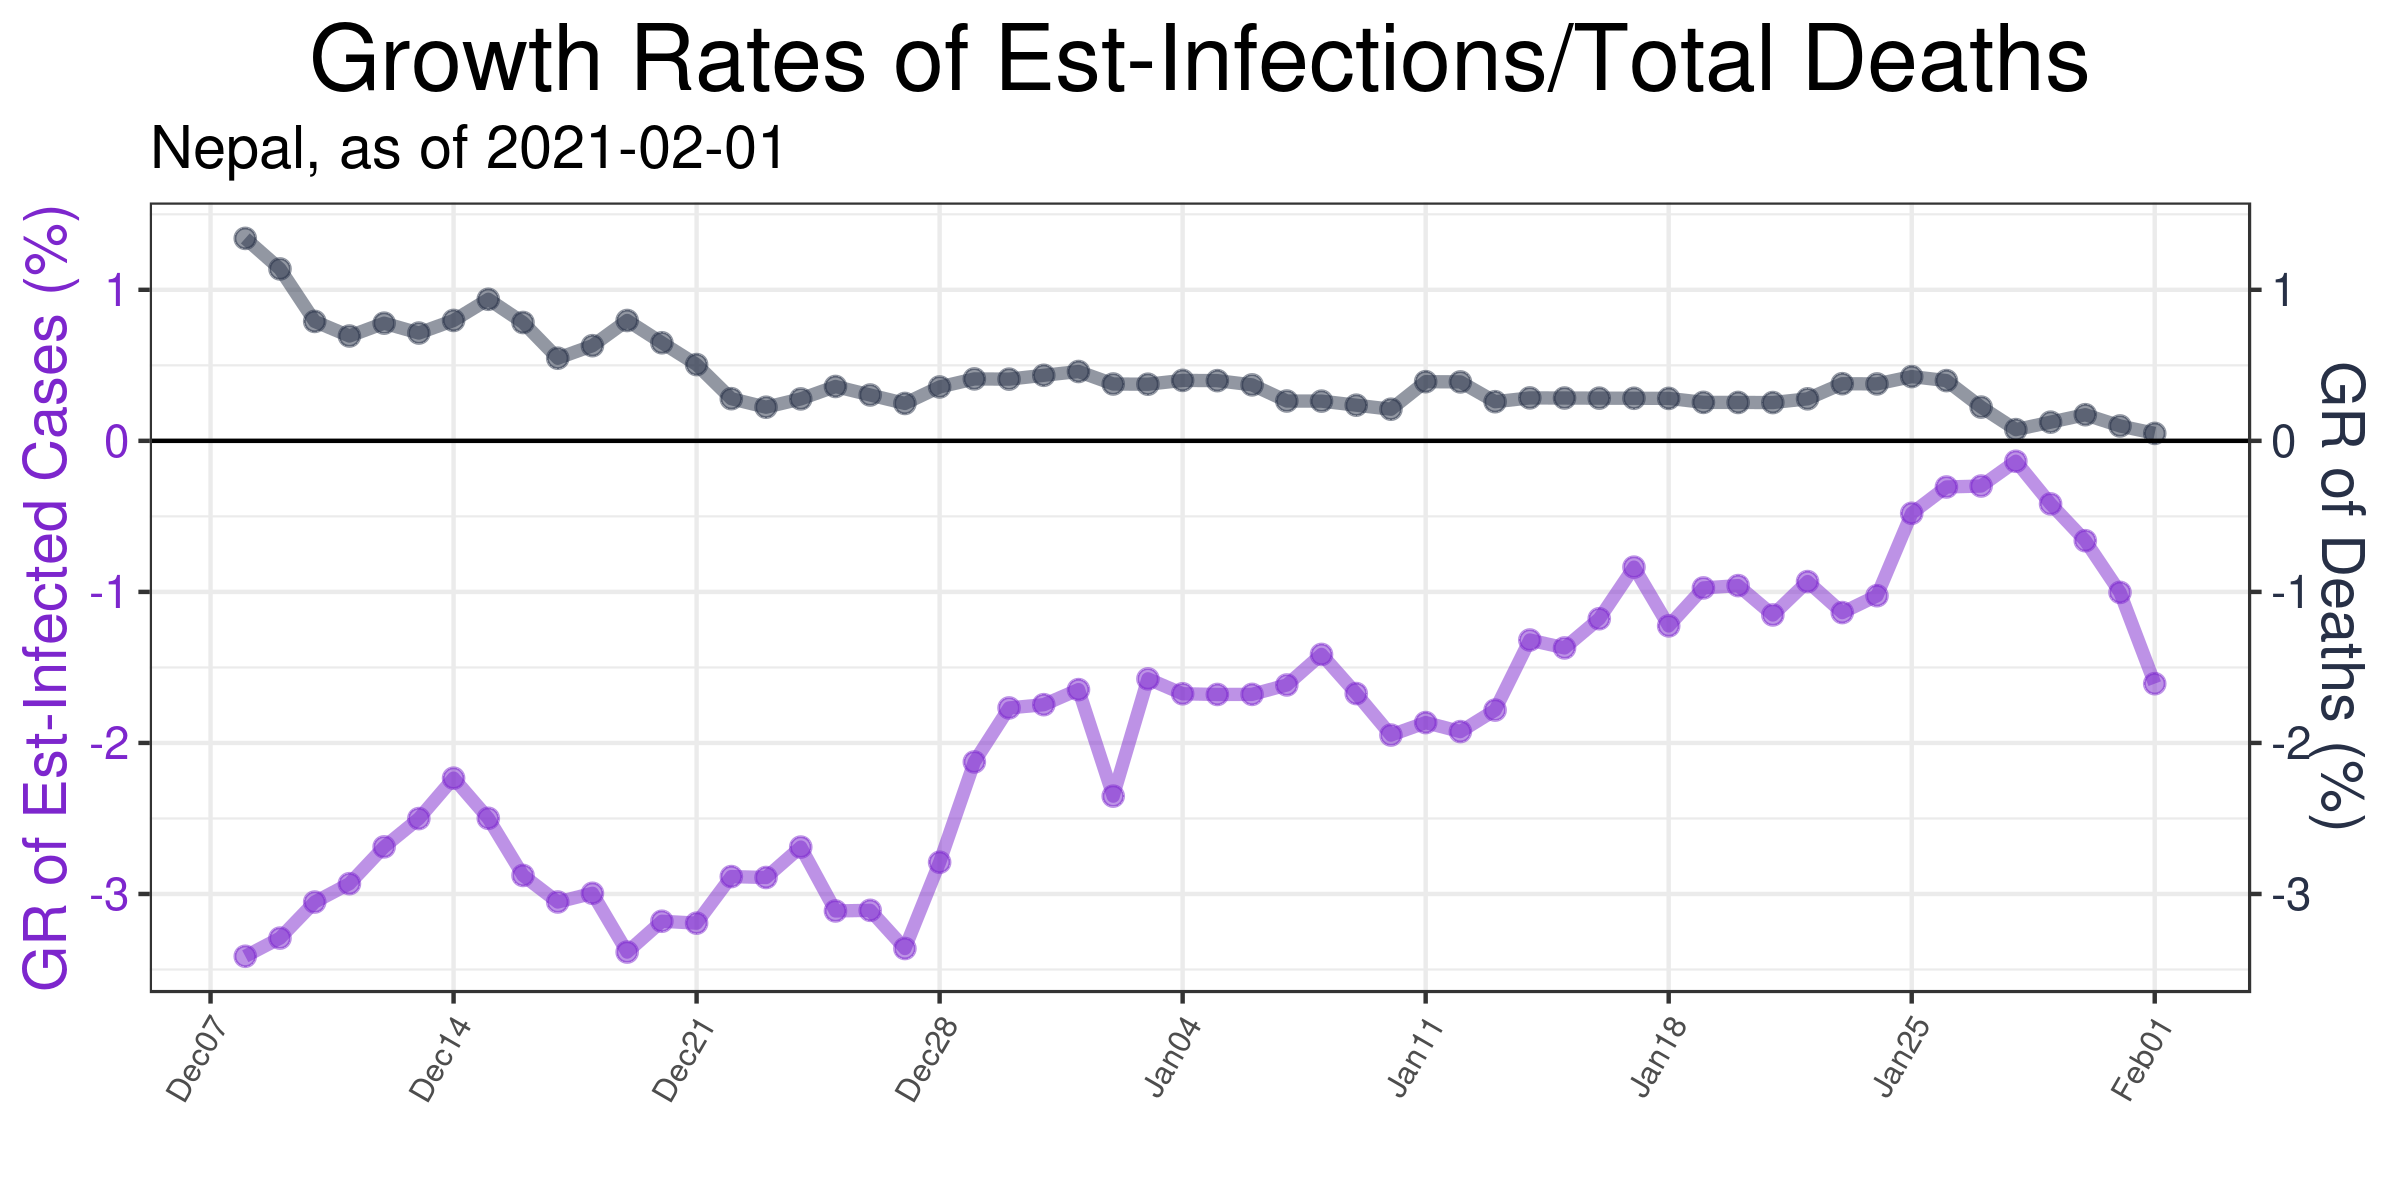 Growth Rates of Est-Infections/Total Deaths
Nepal, as of 2021-02-01
GR of Est-Infected Cases (%)
1
0
-1
-2
-3
1
0
-1
-2
-3
GR of Deaths (%)
Dec07
Dec14
Dec21
Dec28
Jan04
Jan11
Jan18
Jan25
Feb01